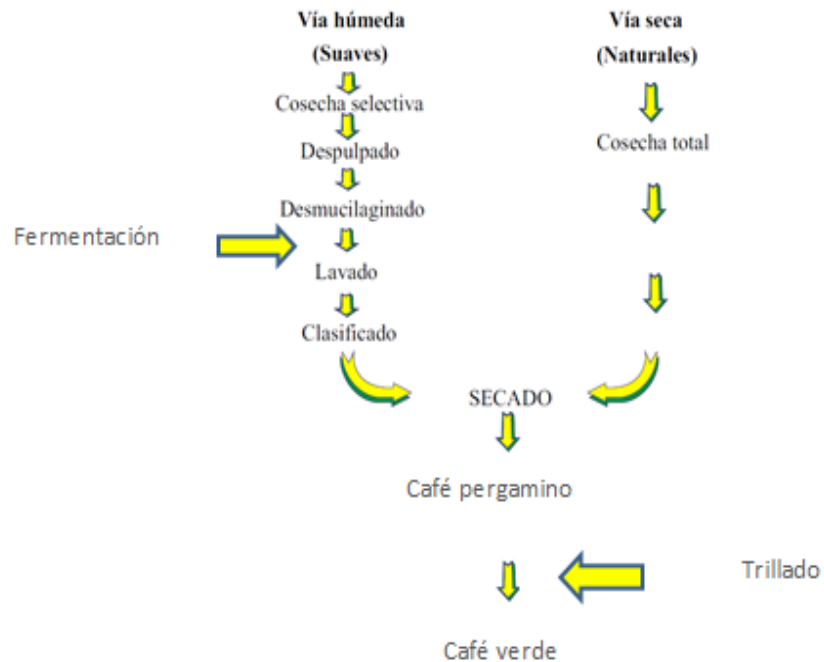 Vía húmeda
(Suaves)
Cosecha selectiva
Despulpado
Desmucilaginado
Fermentación
Lavado
Clasificado
Vía seca
(Naturales)
Cosecha total
SECADO
Café pergamino
Trillado
Café verde